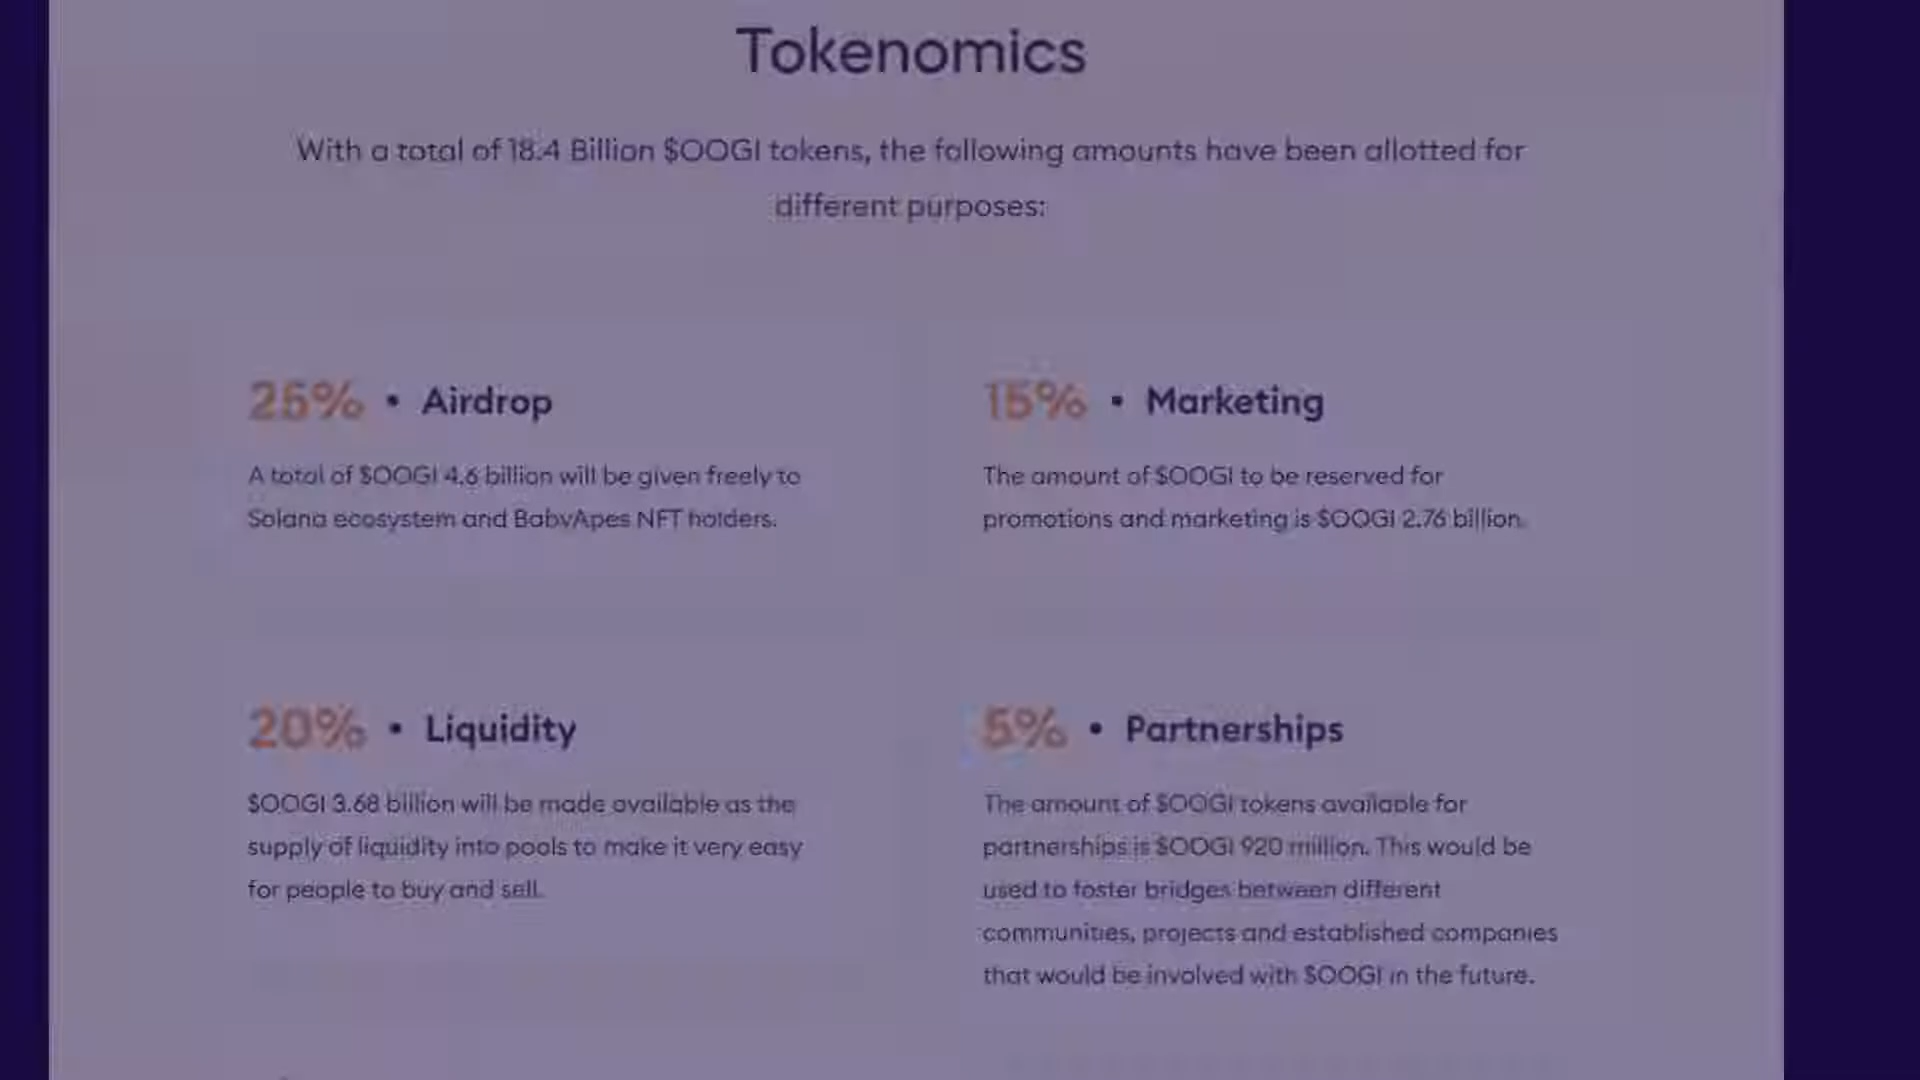 Tokenomics
With a total of 18.4 Billion $OOGI tokens, the following amounts have been allotted for
different purposes:
25% • Airdrop
A total of $OOGI 4.6 billion will be given freely to
Solana ecosystem and BabyApes NFT holders.
15% • Marketing
The amount of $OOGI to be reserved for
promotions and marketing is $OOGI 2.76 billion.
20% • Liquidity
$OOGI 3.68 billion will be made available as the
supply of liquidity into pools to make it very easy
for people to buy and sell.
5% • Partnerships
The amount of $OOGI tokens available for
partnerships is $OOGI 920 million. This would be
used to foster bridges between different
communities, projects and established companies
that would be involved with $OOGI in the future.